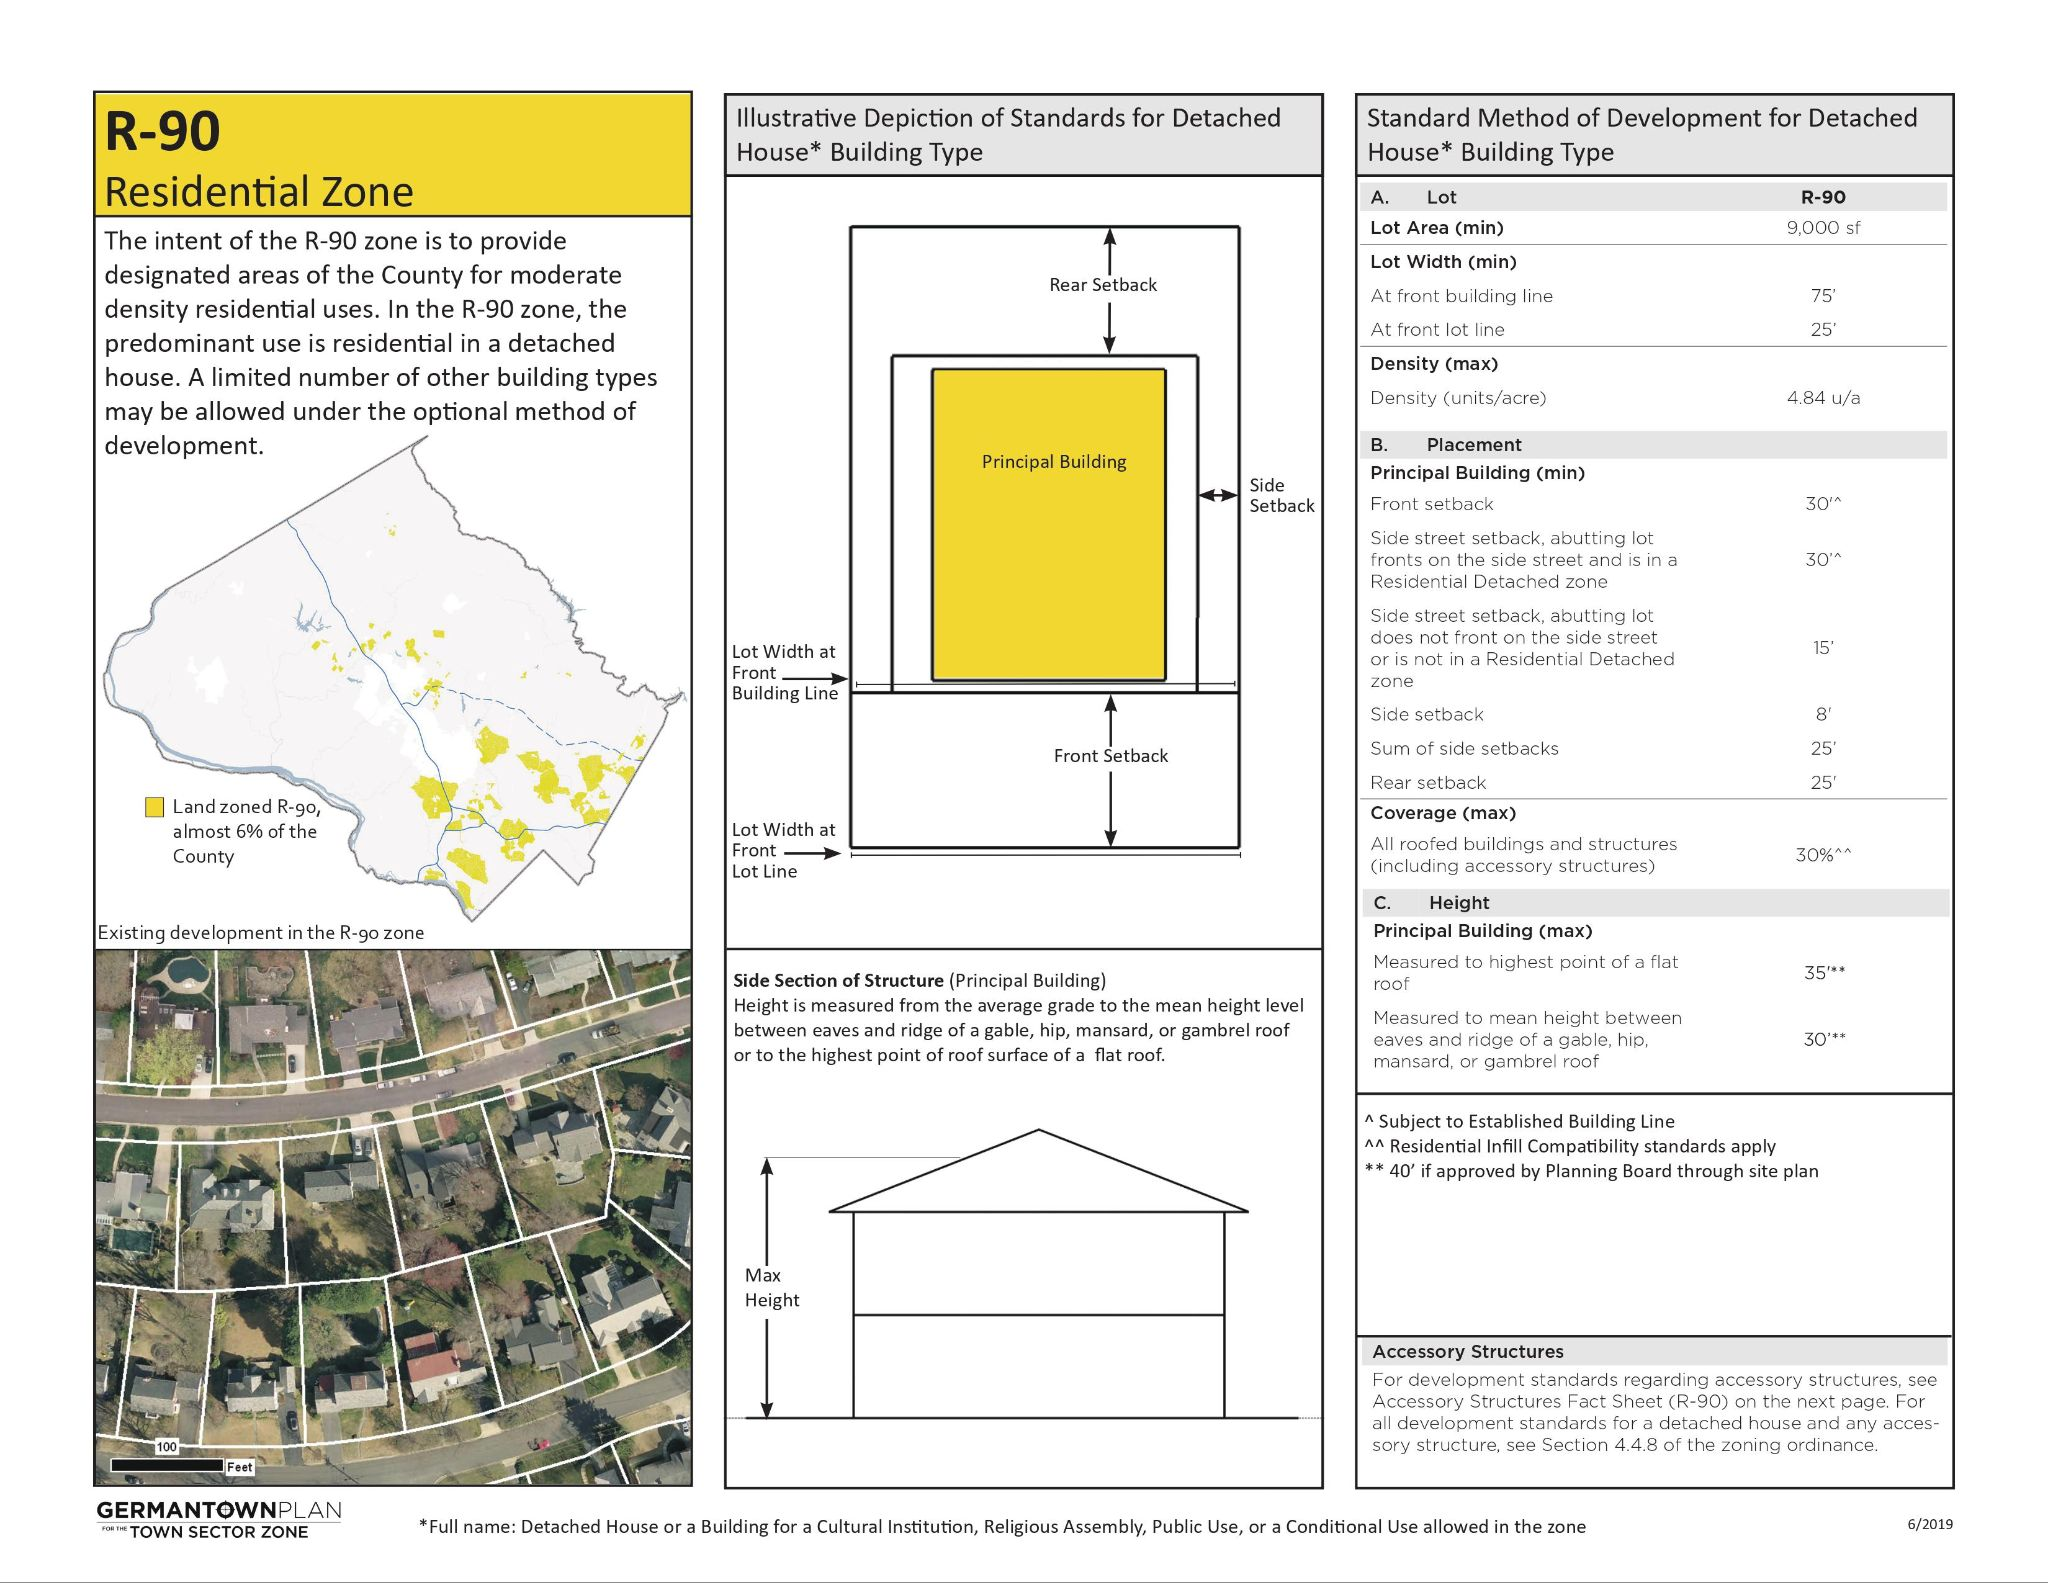 R-90
Residential Zone
The intent of the R-90 zone is to provide
designated areas of the County for moderate
density residential uses. In the R-90 zone, the
predominant use is residential in a detached
house. A limited number of other building types
may be allowed under the optional method of
development.
Land zoned R-90,
almost 6% of the
County
Existing development in the R-90 zone
100
Feet
Illustrative Depiction of Standards for Detached
House* Building Type
Rear Setback
Principal Building
Side
Setback
Lot Width at
Front
Building Line
Front Setback
Lot Width at
Front
Lot Line
Side Section of Structure (Principal Building)
Height is measured from the average grade to the mean height level
between eaves and ridge of a gable, hip, mansard, or gambrel roof
or to the highest point of roof surface of a flat roof.
Max
Height
Standard Method of Development for Detached
House* Building Type
A. Lot R-90
Lot Area (min) 9,000 sf
Lot Width (min)
At front building line 75'
At front lot line 25'
Density (max)
Density (units/acre) 4.84 u/a
B. Placement
Principal Building (min)
Front setback 30'^
Side street setback, abutting lot
fronts on the side street and is in a 30'^
Residential Detached zone
Side street setback, abutting lot
does not front on the side street
or is not in a Residential Detached 15'
zone
Side setback 8'
Sum of side setbacks 25'
Rear setback 25'
Coverage (max)
All roofed buildings and structures
(including accessory structures) 30%^^
C. Height
Principal Building (max)
Measured to highest point of a flat
roof 35'**
Measured to mean height between
eaves and ridge of a gable, hip, 30'**
mansard, or gambrel roof
^ Subject to Established Building Line
^^ Residential Infill Compatibility standards apply
** 40' if approved by Planning Board through site plan
Accessory Structures
For development standards regarding accessory structures, see
Accessory Structures Fact Sheet (R-90) on the next page. For
all development standards for a detached house and any acces-
sory structure, see Section 4.4.8 of the zoning ordinance.
GERMANTOWNPLAN
FOR THE TOWN SECTOR ZONE
*Full name: Detached House or a Building for a Cultural Institution, Religious Assembly, Public Use, or a Conditional Use allowed in the zone
6/2019